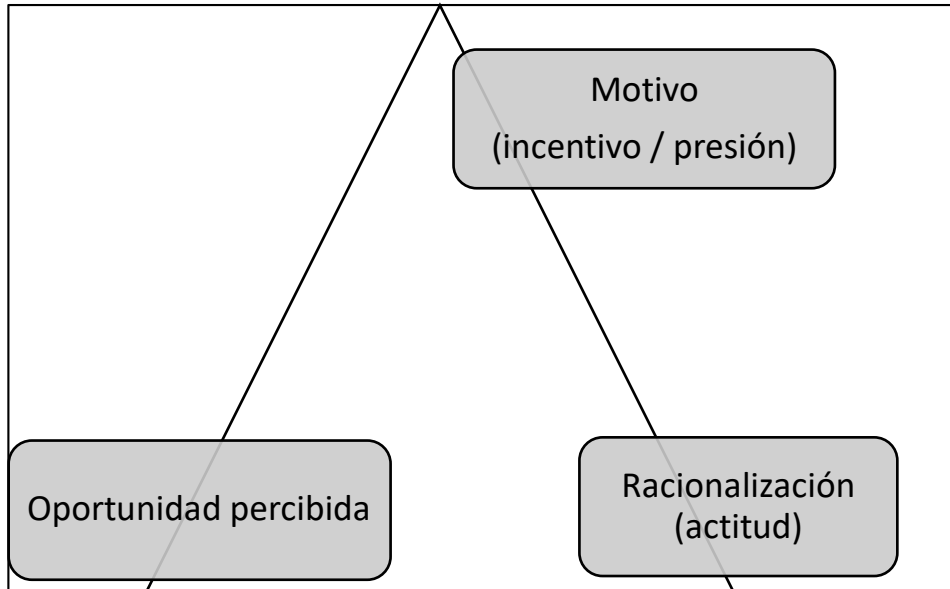 Motivo
(incentivo / presión)
Oportunidad percibida
Racionalización
(actitud)